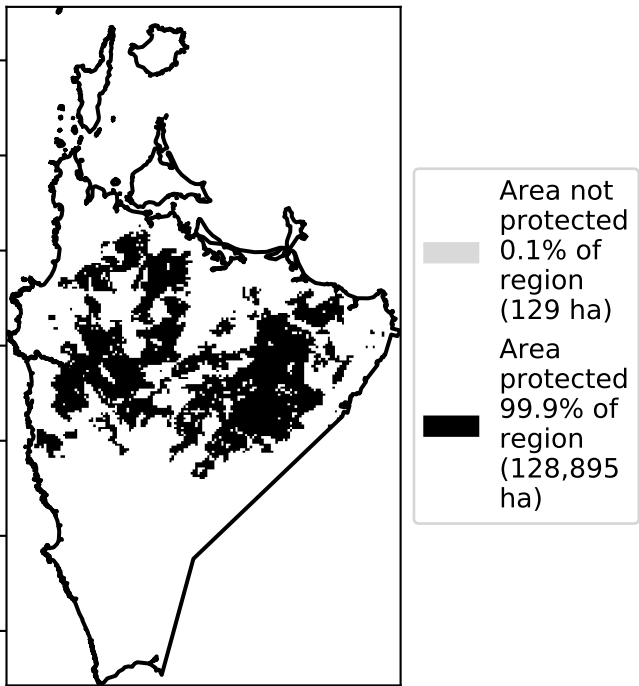 Area not
protected
0.1% of
region
(129 ha)
Area
protected
99.9% of
region
(128,895
ha)